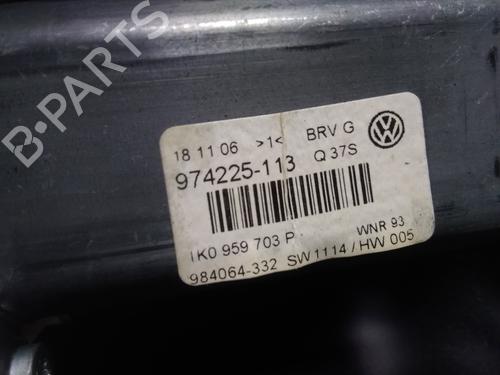 B-PARTS
18 11 06 >1< BRV G
974225-113 Q 37S
1K0 959 703 P WNR 93
984064-332 SW1114 / HW 005